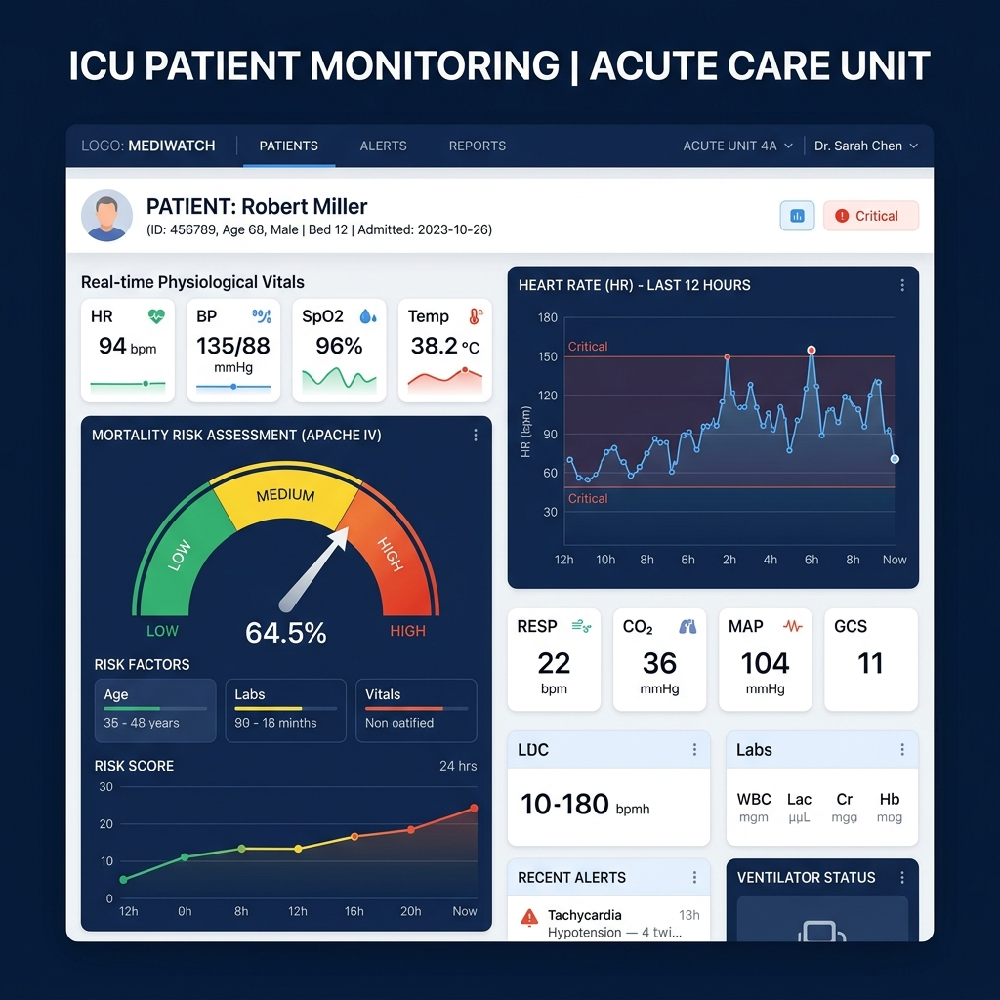 ICU PATIENT MONITORING | ACUTE CARE UNIT
LOGO: MEDIWATCH
PATIENTS
ALERTS
REPORTS
ACUTE UNIT 4A
Dr. Sarah Chen
PATIENT: Robert Miller
(ID: 456789, Age 68, Male | Bed 12 | Admitted: 2023-10-26)
Critical
Real-time Physiological Vitals
HR
94 bpm
BP
135/88
mmHg
SpO2
96%
Temp
38.2 °C
MORTALITY RISK ASSESSMENT (APACHE IV)
LOW
MEDIUM
HIGH
LOW
64.5%
HIGH
RISK FACTORS
Age
35 - 48 years
Labs
90 - 18 minths
Vitals
Non oatified
RISK SCORE
24 hrs
30
20
10
0
12h 0h 8h 12h 16h 20h Now
HEART RATE (HR) - LAST 12 HOURS
HR (bpm)
180
150
120
90
60
30
Critical
Critical
12h 10h 8h 6h 2h 4h 6h 8h Now
RESP
22
bpm
CO₂
36
mmHg
MAP
104
mmHg
GCS
11
LDC
10-180 bpmh
Labs
WBC Lac Cr Hb
mgm µµL mgg
RECENT ALERTS
Tachycardia 13h
Hypotension — 4 twi...
VENTILATOR STATUS